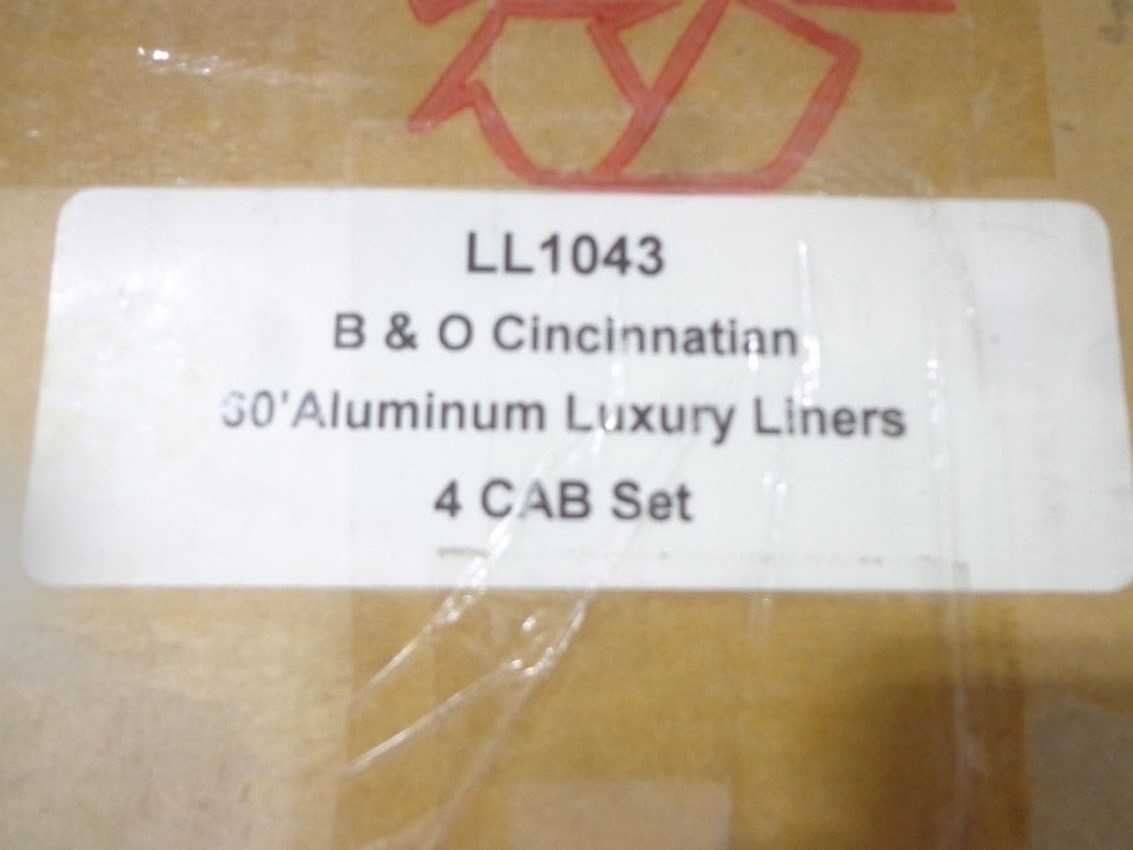 LL1043
B & O Cincinnatian
60'Aluminum Luxury Liners
4 CAB Set